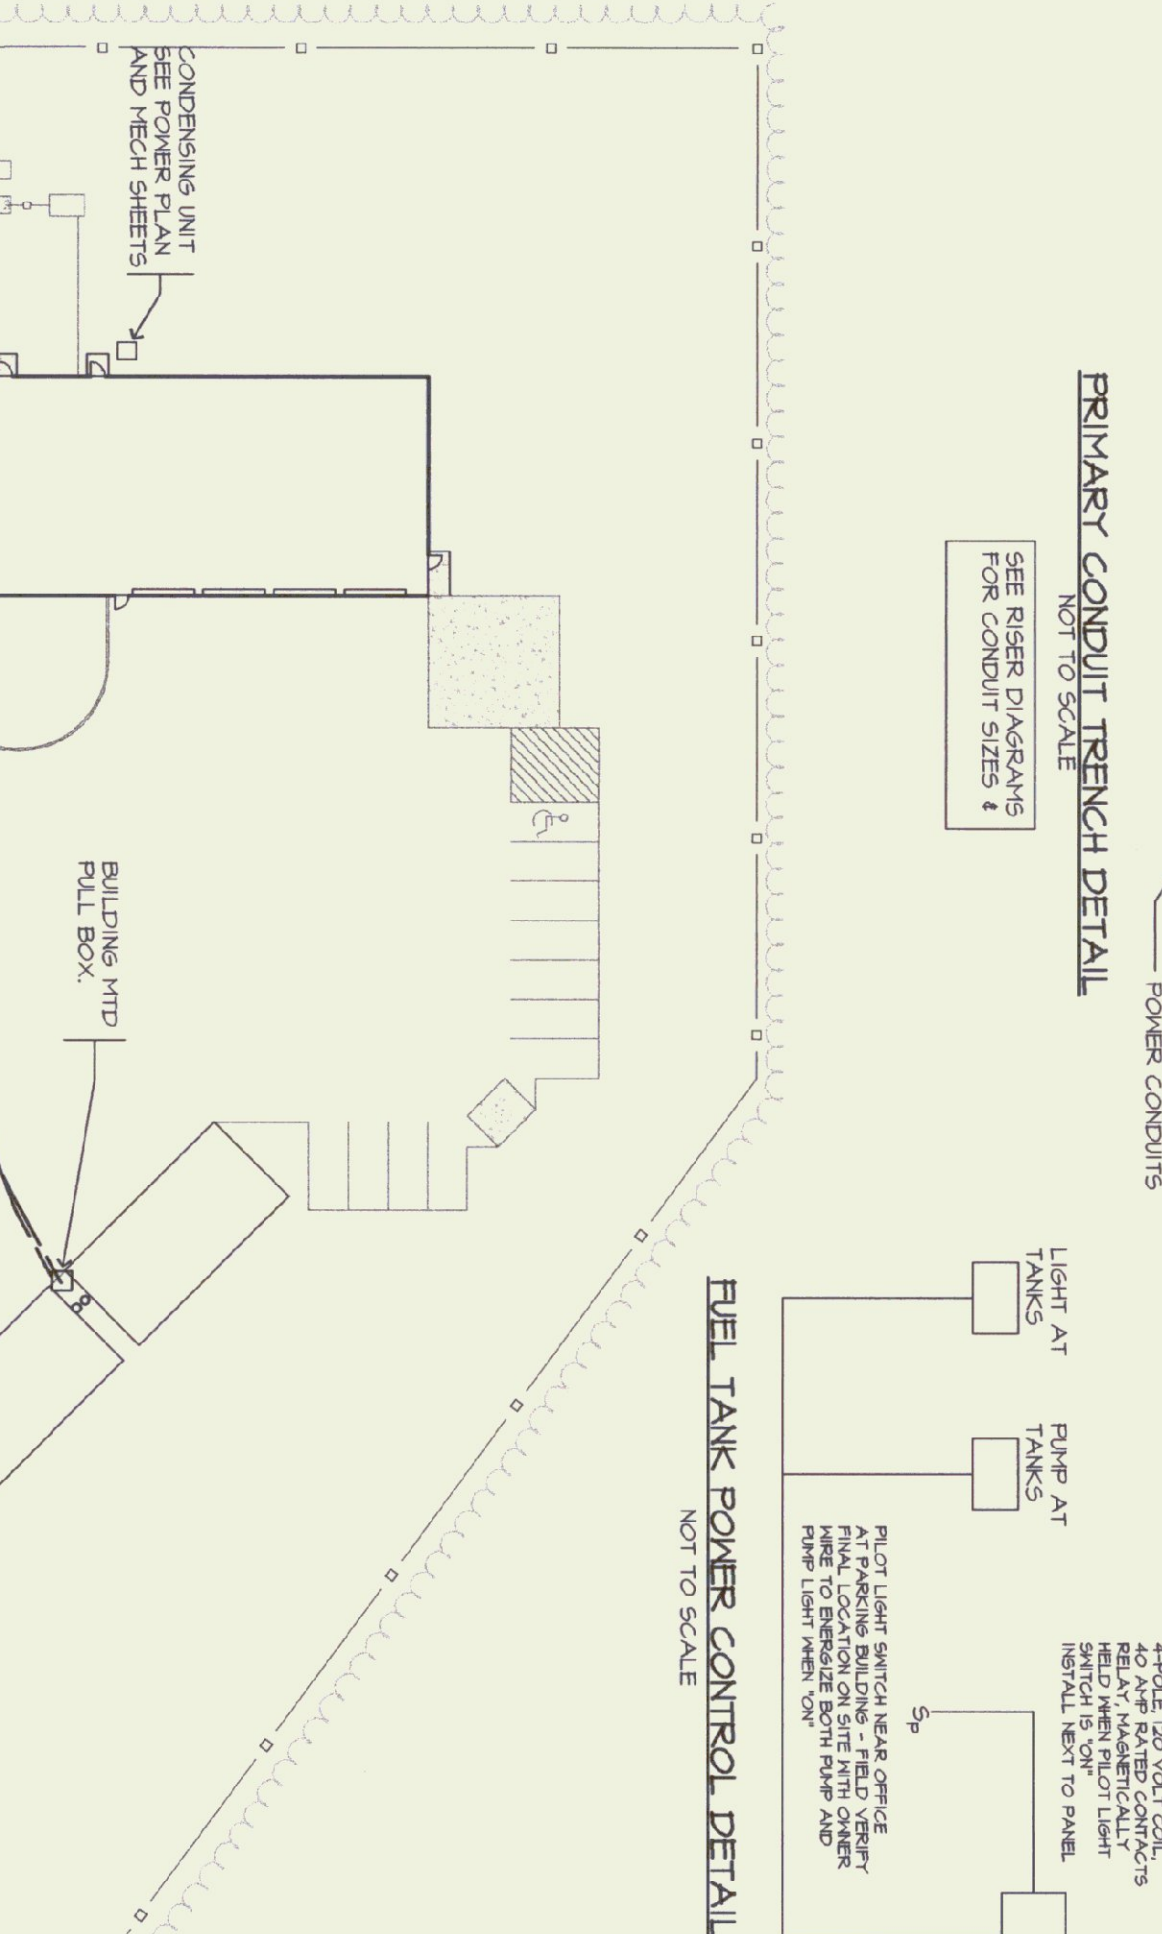 CONDENSING UNIT
SEE POWER PLAN
AND MECH SHEETS
PRIMARY CONDUIT TRENCH DETAIL
NOT TO SCALE
SEE RISER DIAGRAMS
FOR CONDUIT SIZES &
POWER CONDUITS
BUILDING MTD
PULL BOX.
LIGHT AT
TANKS
PUMP AT
TANKS
4-POLE, 120 VOLT COIL,
40 AMP RATED CONTACTS
RELAY, MAGNETICALLY
HELD WHEN PILOT LIGHT
SWITCH IS "ON"
INSTALL NEXT TO PANEL
Sp
PILOT LIGHT SWITCH NEAR OFFICE
AT PARKING BUILDING - FIELD VERIFY
FINAL LOCATION ON SITE WITH OWNER
WIRE TO ENERGIZE BOTH PUMP AND
PUMP LIGHT WHEN "ON"
FUEL TANK POWER CONTROL DETAIL
NOT TO SCALE